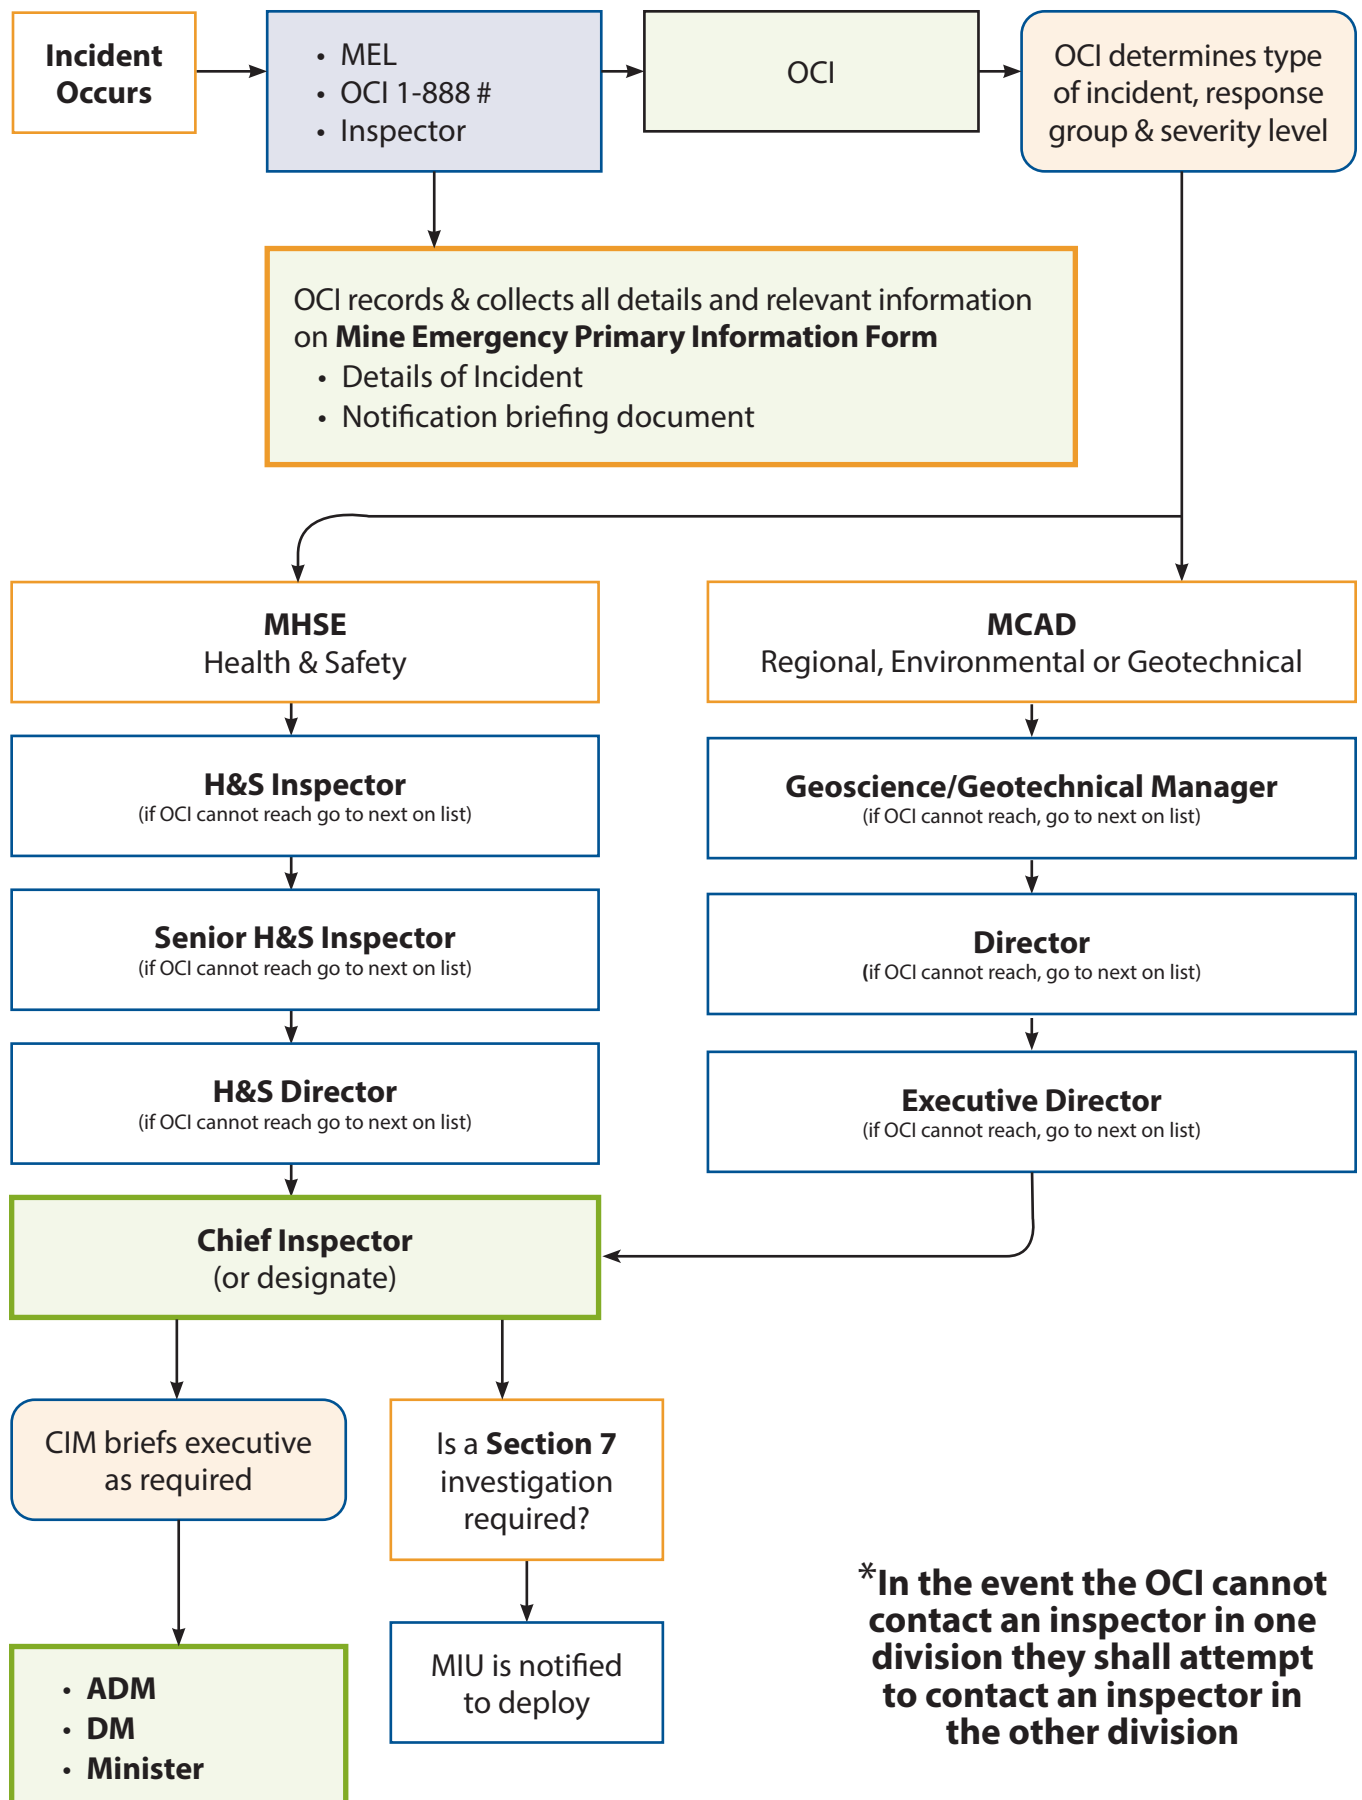 Incident
Occurs
• MEL
• OCI 1-888 #
• Inspector
OCI
OCI determines type
of incident, response
group & severity level
OCI records & collects all details and relevant information
on Mine Emergency Primary Information Form
• Details of Incident
• Notification briefing document
MHSE
Health & Safety
MCAD
Regional, Environmental or Geotechnical
H&S Inspector
(if OCI cannot reach go to next on list)
Geoscience/Geotechnical Manager
(if OCI cannot reach, go to next on list)
Senior H&S Inspector
(if OCI cannot reach go to next on list)
Director
(if OCI cannot reach, go to next on list)
H&S Director
(if OCI cannot reach go to next on list)
Executive Director
(if OCI cannot reach, go to next on list)
Chief Inspector
(or designate)
CIM briefs executive
as required
Is a Section 7
investigation
required?
• ADM
• DM
• Minister
MIU is notified
to deploy
*In the event the OCI cannot
contact an inspector in one
division they shall attempt
to contact an inspector in
the other division